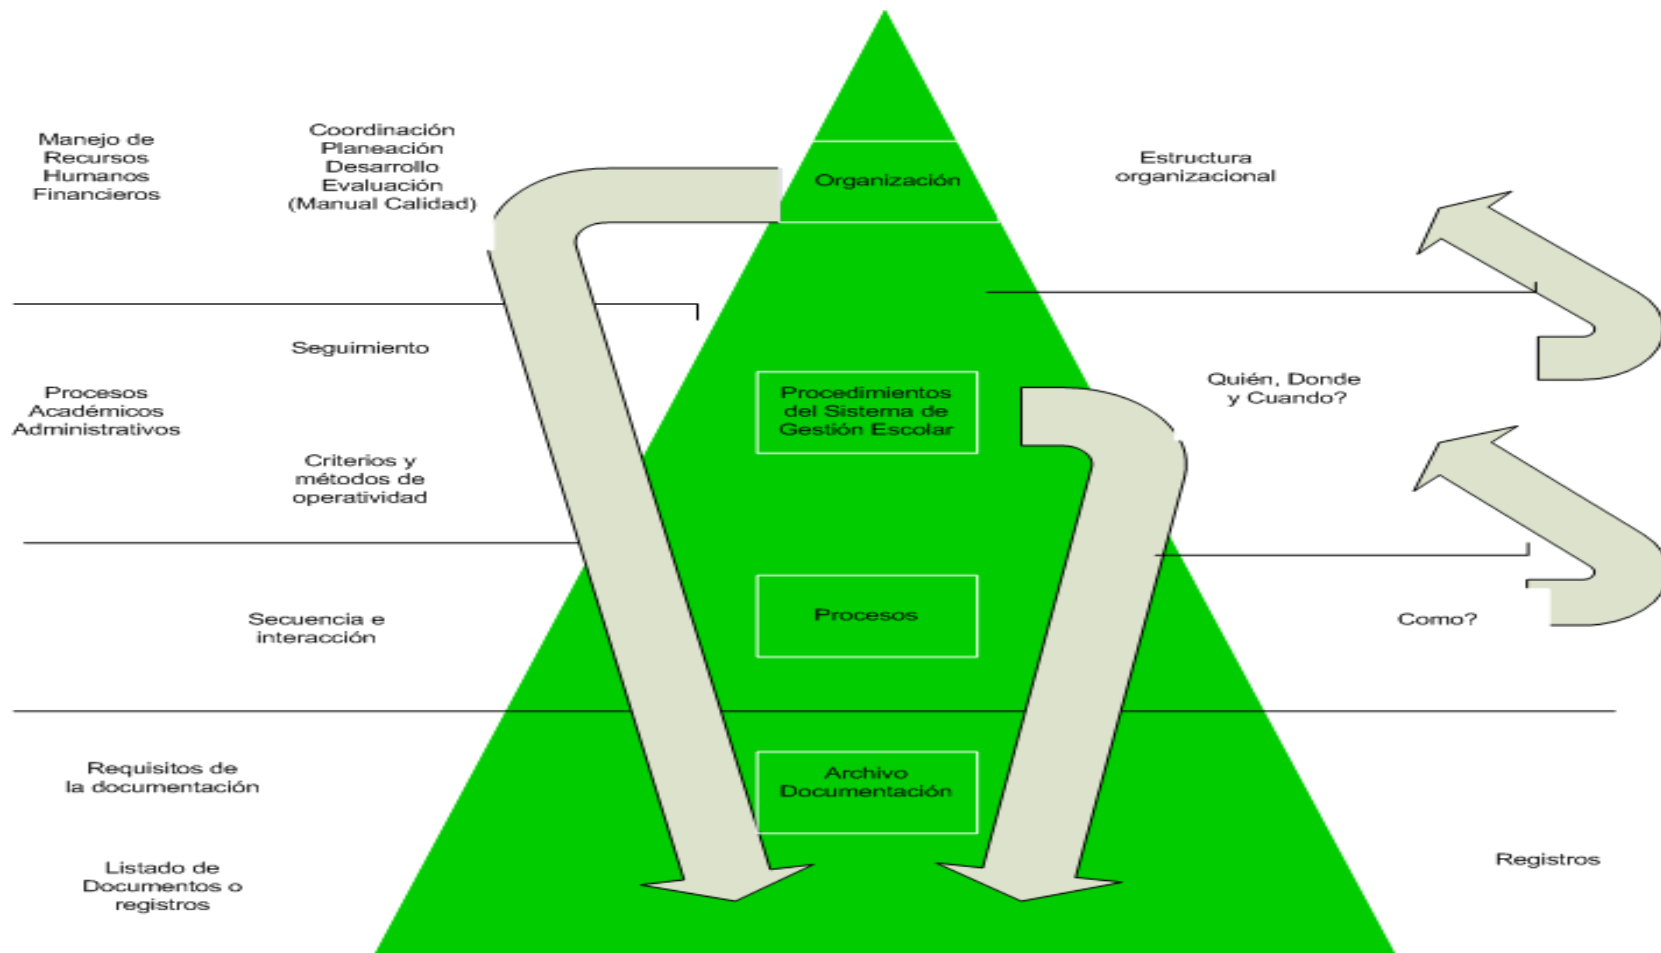 Manejo de
Recursos
Humanos
Financieros
Coordinación
Planeación
Desarrollo
Evaluación
(Manual Calidad)
Organización
Estructura
organizacional
Seguimiento
Procesos
Académicos
Administrativos
Criterios y
métodos de
operatividad
Procedimientos
del Sistema de
Gestión Escolar
Quién, Donde
y Cuando?
Secuencia e
interacción
Procesos
Como?
Requisitos de
la documentación
Archivo
Documentación
Listado de
Documentos o
registros
Registros